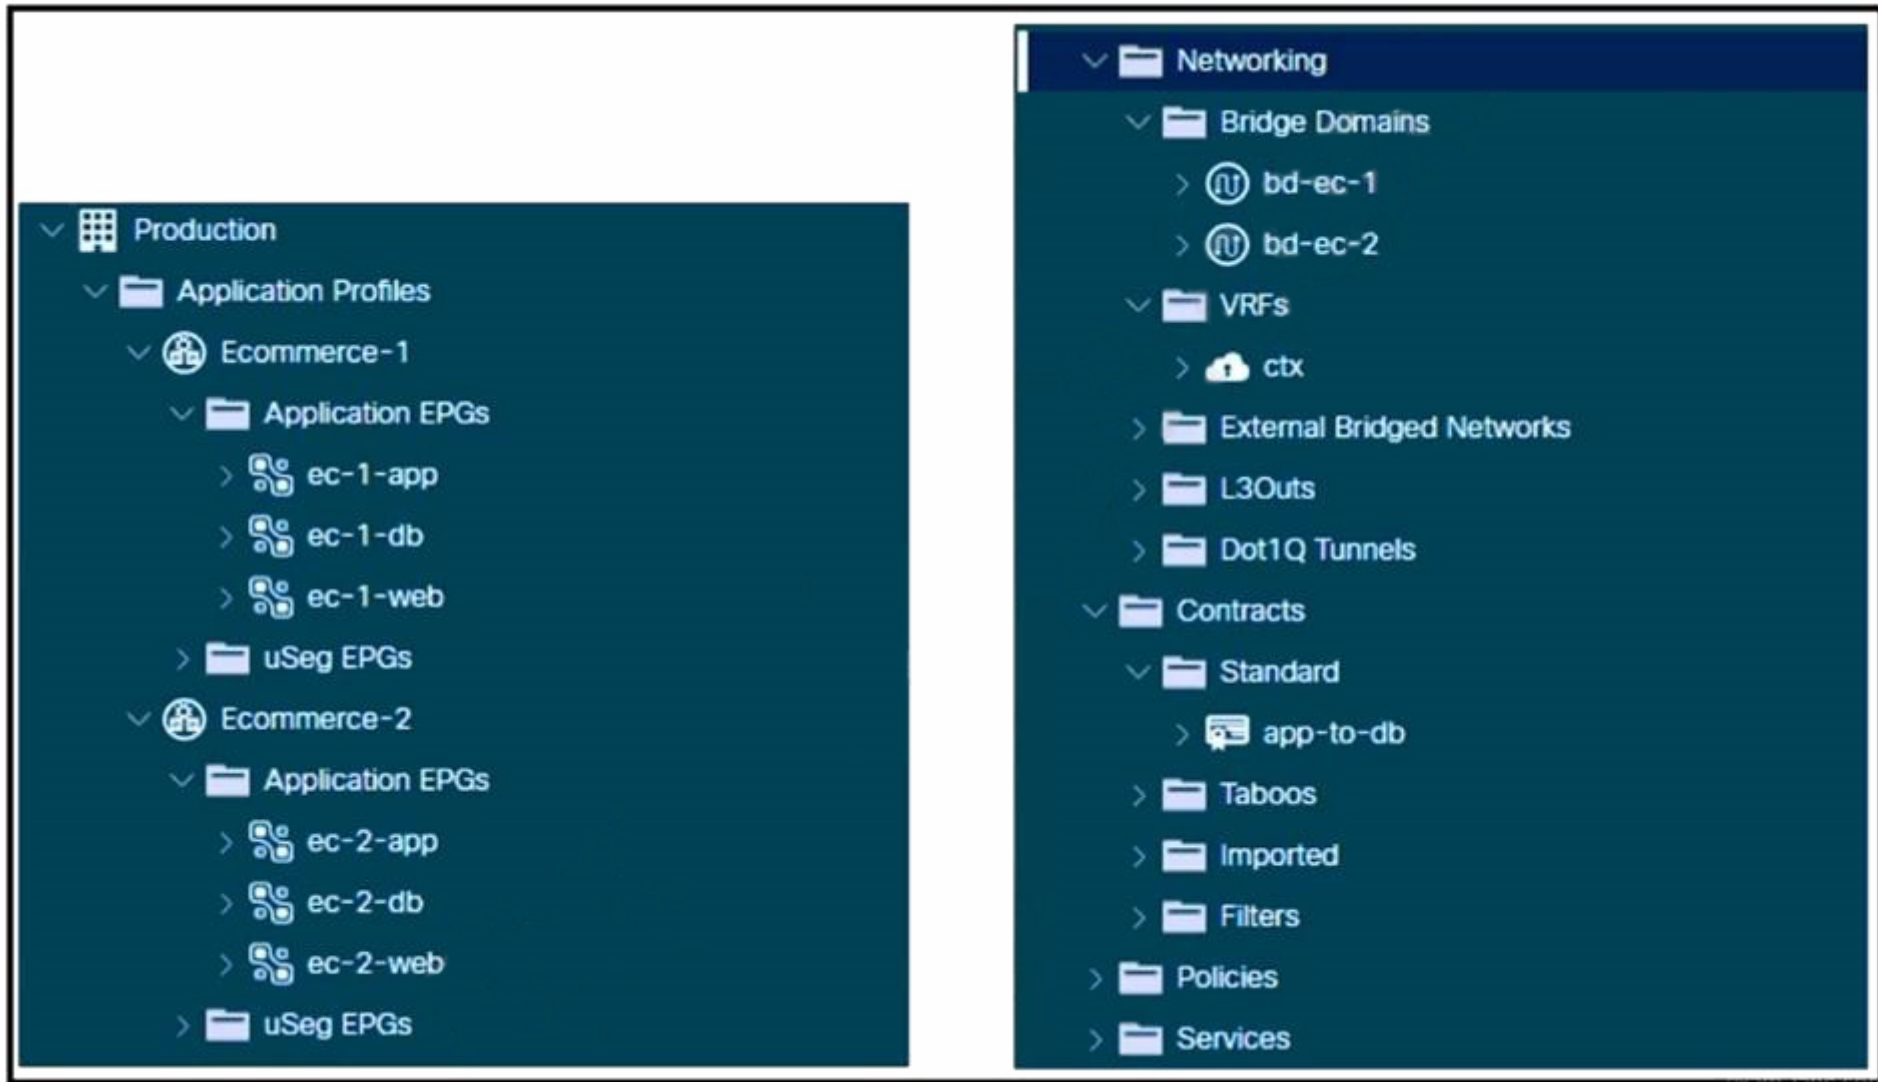 Production
Application Profiles
Ecommerce-1
Application EPGs
ec-1-app
ec-1-db
ec-1-web
uSeg EPGs
Ecommerce-2
Application EPGs
ec-2-app
ec-2-db
ec-2-web
uSeg EPGs
Networking
Bridge Domains
bd-ec-1
bd-ec-2
VRFs
ctx
External Bridged Networks
L3Outs
Dot1Q Tunnels
Contracts
Standard
app-to-db
Taboos
Imported
Filters
Policies
Services